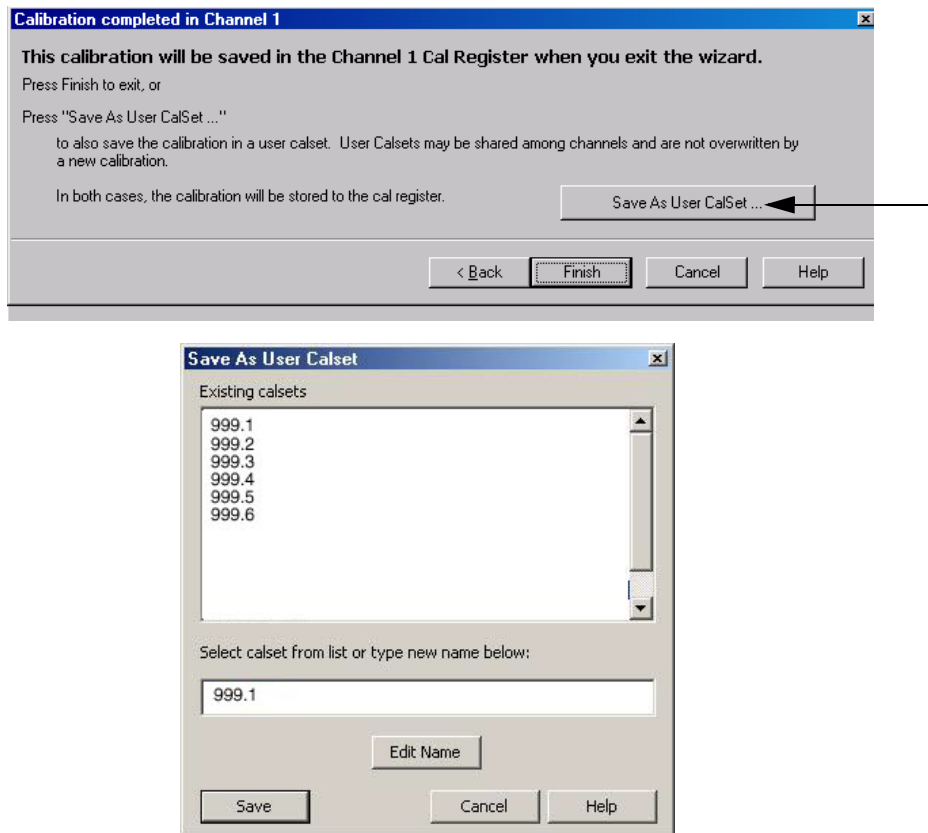 Calibration completed in Channel 1
This calibration will be saved in the Channel 1 Cal Register when you exit the wizard.
Press Finish to exit, or
Press "Save As User CalSet ..."
to also save the calibration in a user calset. User Calsets may be shared among channels and are not overwritten by
a new calibration.
In both cases, the calibration will be stored to the cal register.
Save As User CalSet ...
< Back
Finish
Cancel
Help
Save As User Calset
Existing calsets
999.1
999.2
999.3
999.4
999.5
999.6
Select calset from list or type new name below:
999.1
Edit Name
Save
Cancel
Help